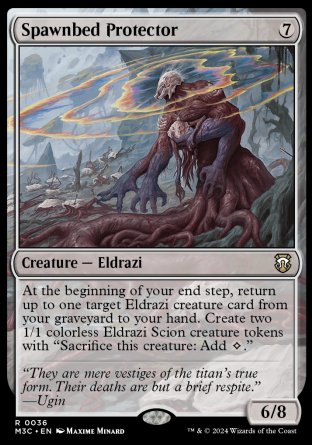 Spawnbed Protector 7
Creature — Eldrazi
At the beginning of your end step, return
up to one target Eldrazi creature card from
your graveyard to your hand. Create two
1/1 colorless Eldrazi Scion creature tokens
with “Sacrifice this creature: Add ◇.”
“They are mere vestiges of the titan’s
true form. Their deaths are but a brief respite.”
—Ugin
R 0036
M3C • EN MAXIME MINARD
6/8
™ & © 2024 Wizards of the Coast